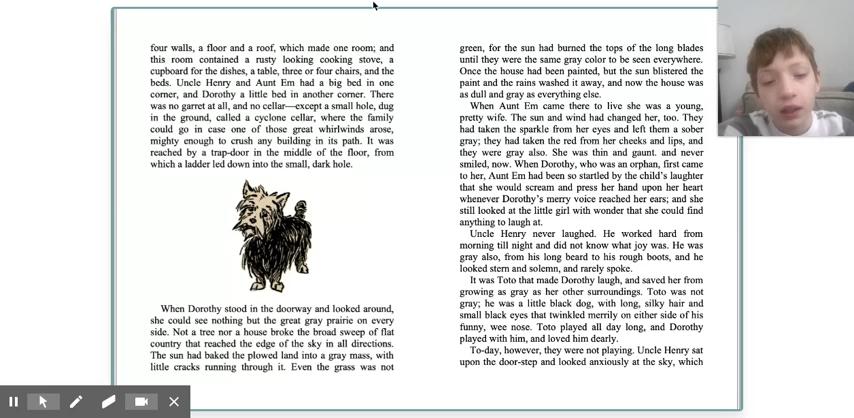 four walls, a floor and a roof, which made one room; and
this room contained a rusty looking cooking stove, a
cupboard for the dishes, a table, three or four chairs, and the
beds. Uncle Henry and Aunt Em had a big bed in one
corner, and Dorothy a little bed in another corner. There
was no garret at all, and no cellar—except a small hole, dug
in the ground, called a cyclone cellar, where the family
could go in case one of those great whirlwinds arose,
mighty enough to crush any building in its path. It was
reached by a trap-door in the middle of the floor, from
which a ladder led down into the small, dark hole.
When Dorothy stood in the doorway and looked around,
she could see nothing but the great gray prairie on every
side. Not a tree nor a house broke the broad sweep of flat
country that reached the edge of the sky in all directions.
The sun had baked the plowed land into a gray mass, with
little cracks running through it. Even the grass was not
green, for the sun had burned the tops of the long blades
until they were the same gray color to be seen everywhere.
Once the house had been painted, but the sun blistered the
paint and the rains washed it away, and now the house was
as dull and gray as everything else.
When Aunt Em came there to live she was a young,
pretty wife. The sun and wind had changed her, too. They
had taken the sparkle from her eyes and left them a sober
gray; they had taken the red from her cheeks and lips, and
they were gray also. She was thin and gaunt. and never
smiled, now. When Dorothy, who was an orphan, first came
to her, Aunt Em had been so startled by the child's laughter
that she would scream and press her hand upon her heart
whenever Dorothy's merry voice reached her ears; and she
still looked at the little girl with wonder that she could find
anything to laugh at.
Uncle Henry never laughed. He worked hard from
morning till night and did not know what joy was. He was
gray also, from his long beard to his rough boots, and he
looked stern and solemn, and rarely spoke.
It was Toto that made Dorothy laugh, and saved her from
growing as gray as her other surroundings. Toto was not
gray; he was a little black dog, with long, silky hair and
small black eyes that twinkled merrily on either side of his
funny, wee nose. Toto played all day long, and Dorothy
played with him, and loved him dearly.
To-day, however, they were not playing. Uncle Henry sat
upon the door-step and looked anxiously at the sky, which